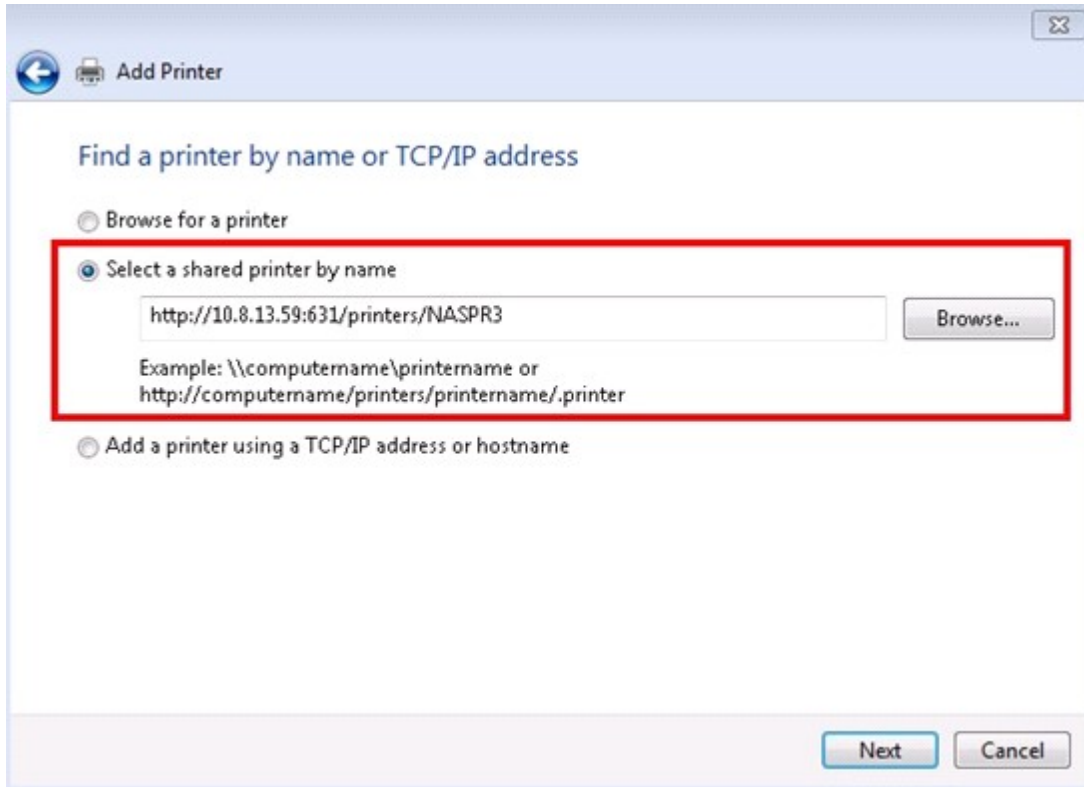 Add Printer
Find a printer by name or TCP/IP address
Browse for a printer
Select a shared printer by name
http://10.8.13.59:631/printers/NASPR3
Browse...
Example: \\computername\printername or
http://computername/printers/printername/.printer
Add a printer using a TCP/IP address or hostname
Next
Cancel